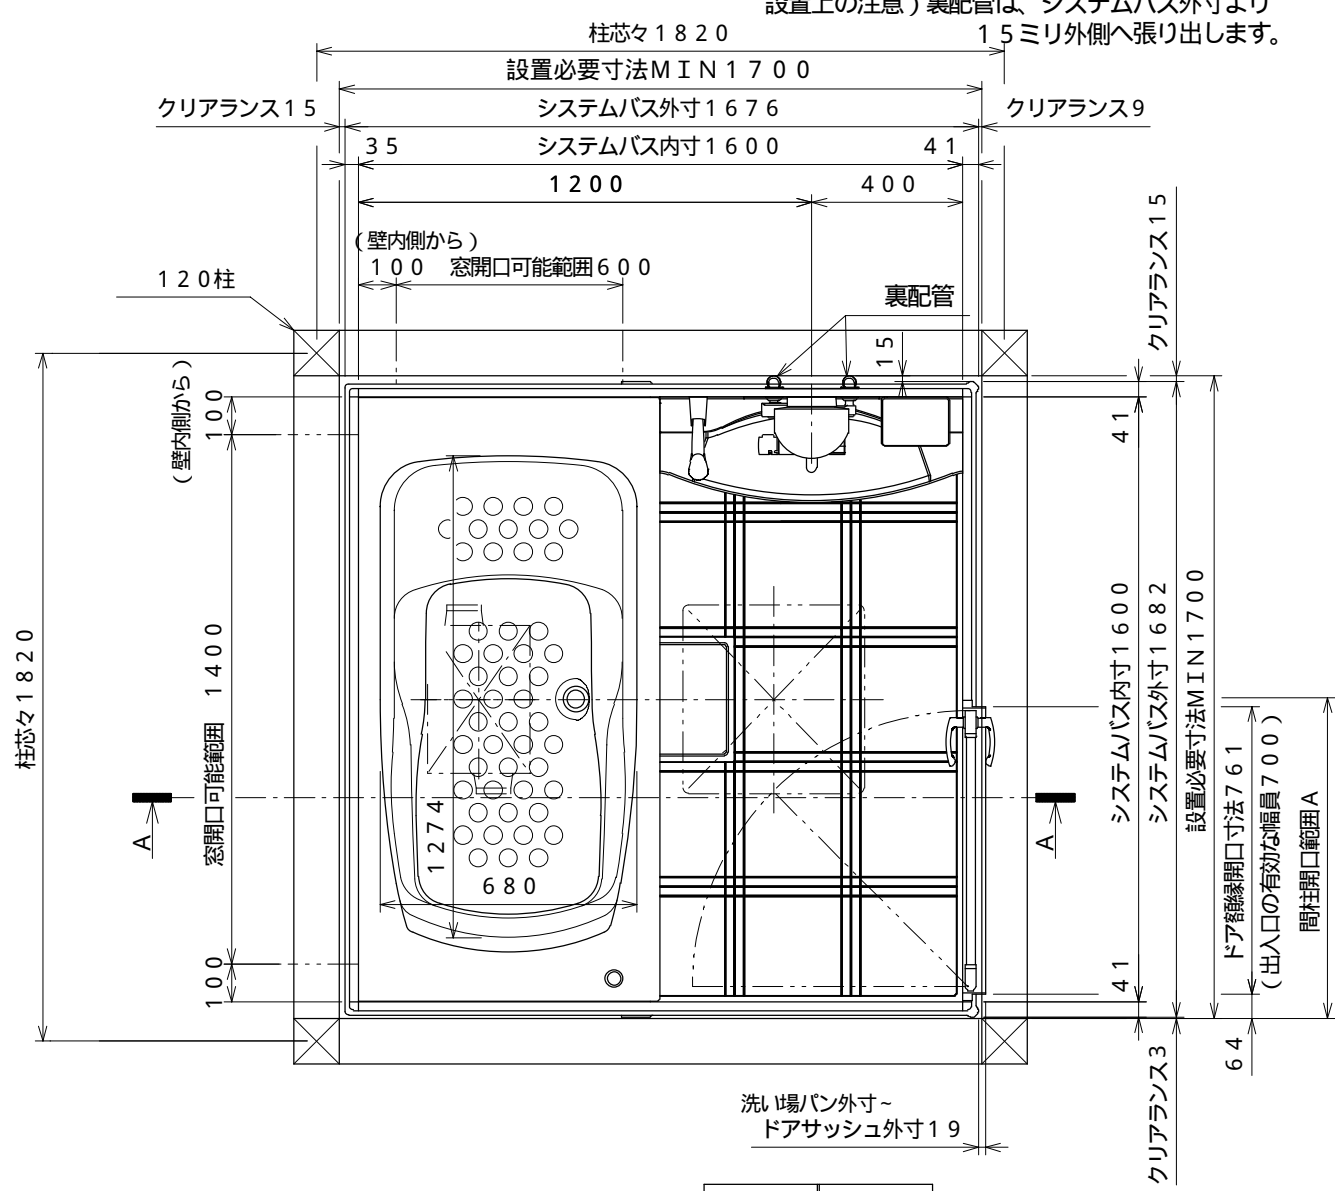 設置上の注意）裏配管は、システムバス外寸より
１５ミリ外側へ張り出します。
柱芯々１８２０
設置必要寸法ＭＩＮ１７００
クリアランス１５
システムバス外寸１６７６
クリアランス９
３５
システムバス内寸１６００
４１
１２００
４００
（壁内側から）
１００
窓開口可能範囲６００
１２０柱
裏配管
１５
クリアランス１５
（壁内側から）
１００
４１
柱芯々１８２０
窓開口可能範囲　１４００
システムバス内寸１６００
システムバス外寸１６８２
設置必要寸法ＭＩＮ１７００
ドア額縁開口寸法７６１
（出入口の有効な幅員７００）
間柱開口範囲Ａ
A
A
１２７４
６８０
１００
４１
６４
クリアランス３
洗い場パン外寸~
ドアサッシュ外寸１９